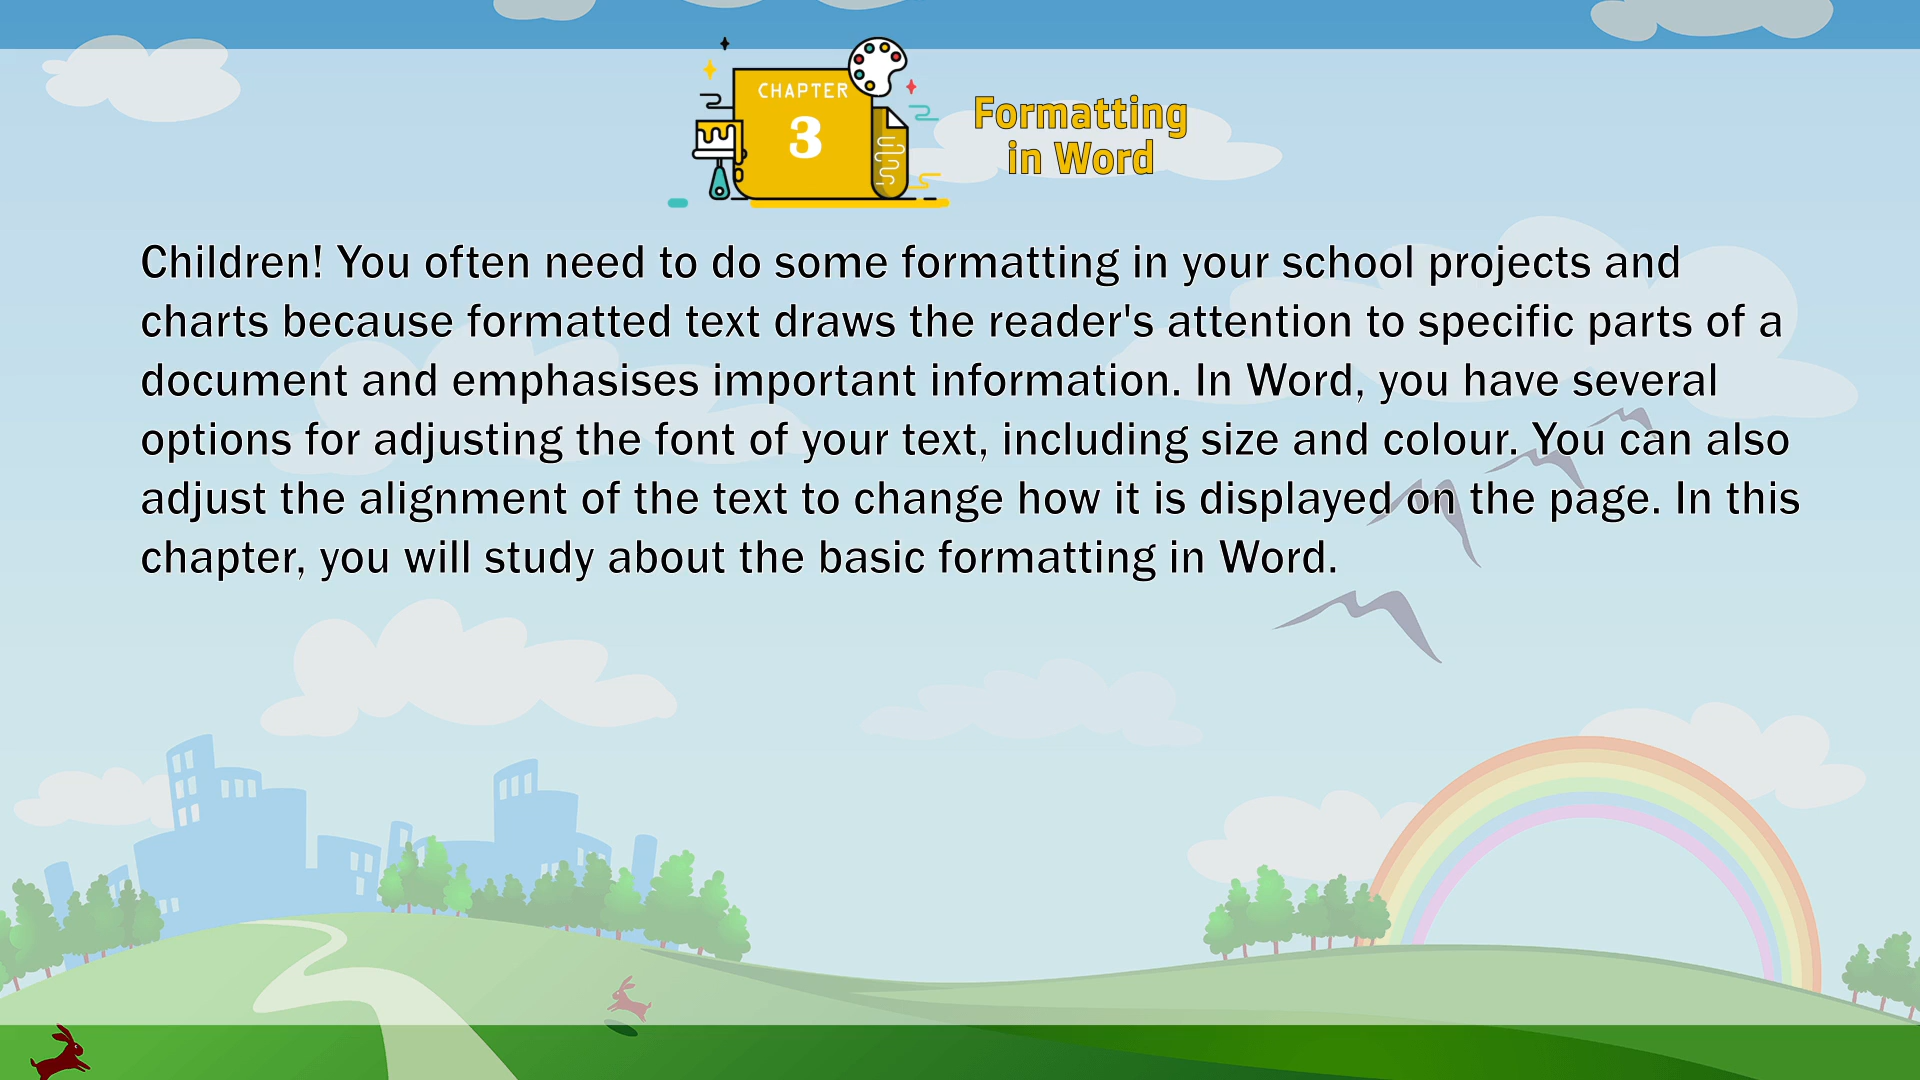 CHAPTER
3
Formatting
in Word
Children! You often need to do some formatting in your school projects and
charts because formatted text draws the reader's attention to specific parts of a
document and emphasises important information. In Word, you have several
options for adjusting the font of your text, including size and colour. You can also
adjust the alignment of the text to change how it is displayed on the page. In this
chapter, you will study about the basic formatting in Word.